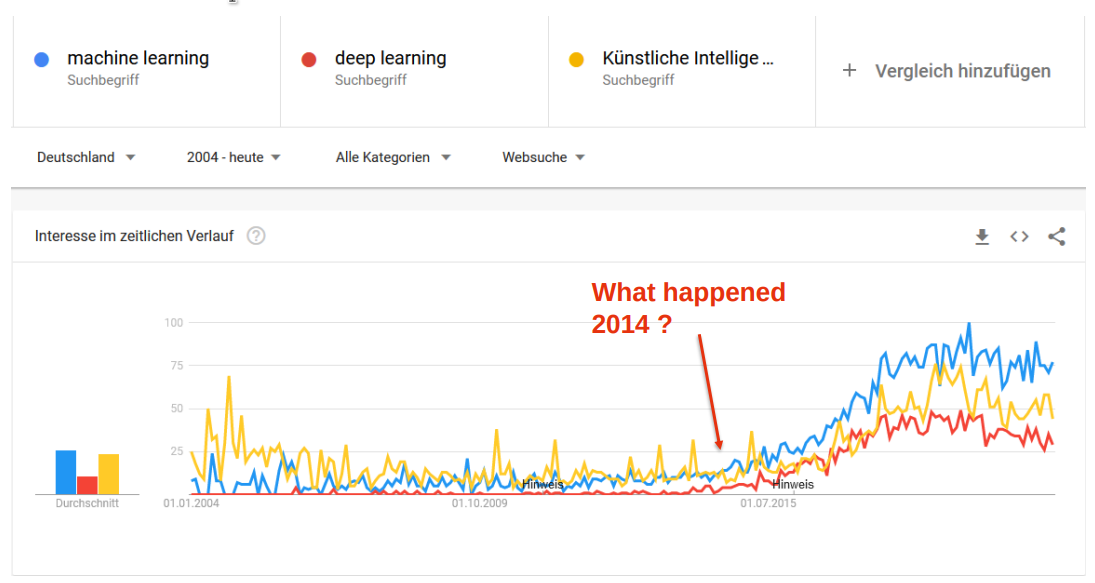 machine learning
Suchbegriff
deep learning
Suchbegriff
Künstliche Intellige ...
Suchbegriff
+ Vergleich hinzufügen
Deutschland
2004 - heute
Alle Kategorien
Websuche
Interesse im zeitlichen Verlauf ?
What happened
2014 ?
100
75
50
25
Hinweis
Hinweis
Durchschnitt
01.01.2004
01.10.2009
01.07.2015